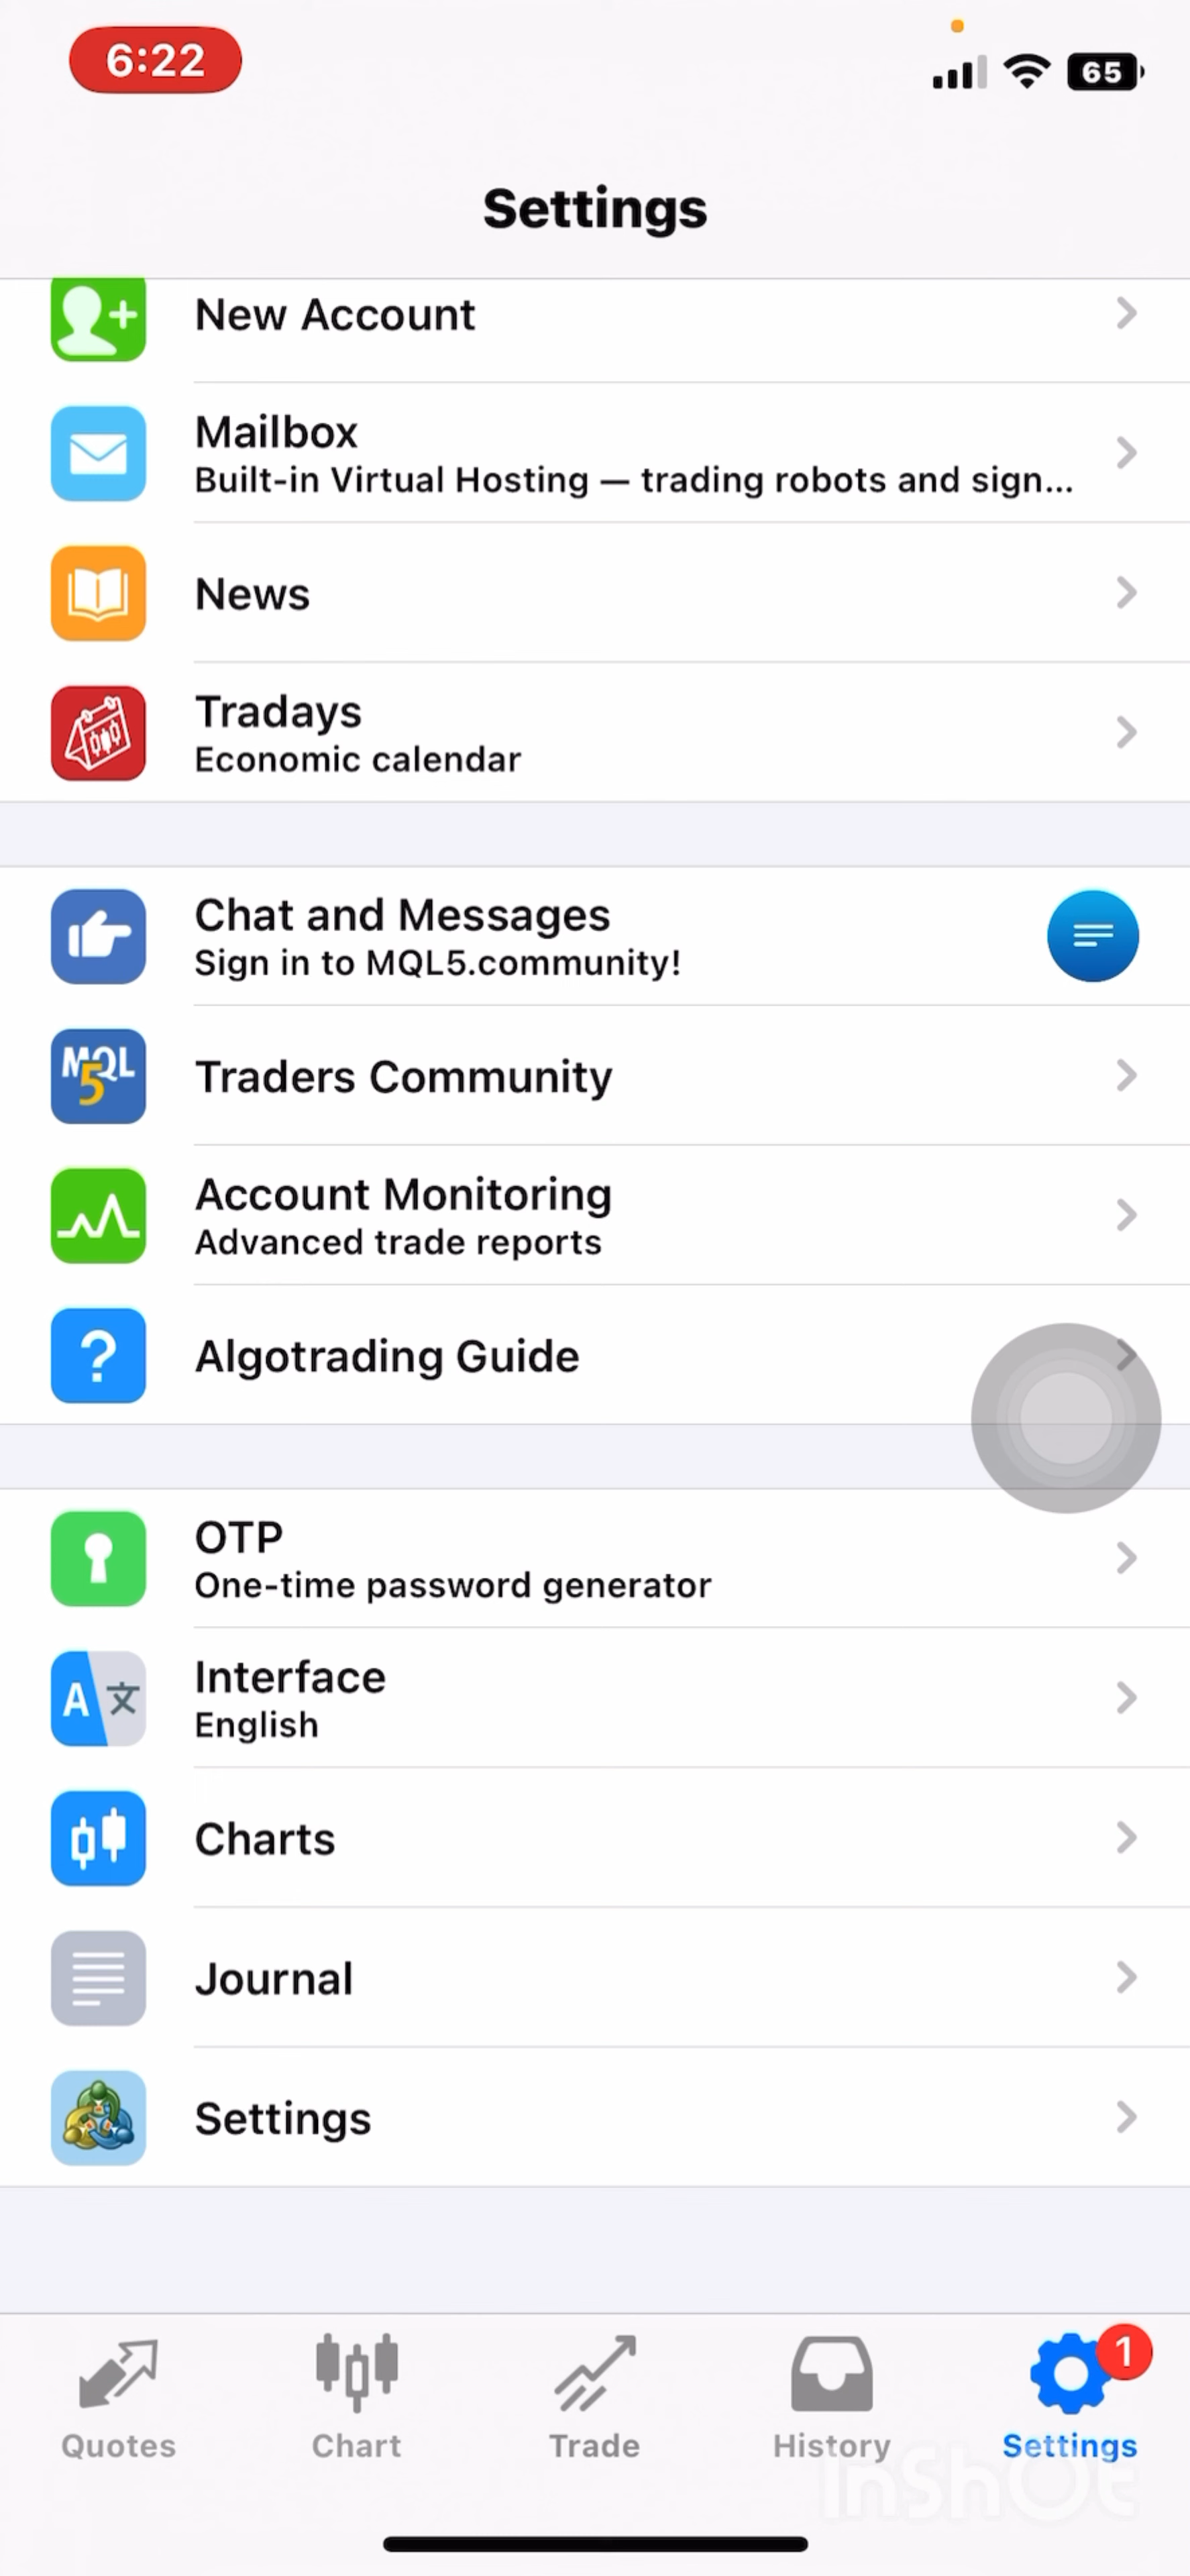 6:22
65
Settings
New Account
Mailbox
Built-in Virtual Hosting — trading robots and sign...
News
Tradays
Economic calendar
Chat and Messages
Sign in to MQL5.community!
MQL
5
Traders Community
Account Monitoring
Advanced trade reports
?
Algotrading Guide
OTP
One-time password generator
A 文
Interface
English
Charts
Journal
Settings
1
Quotes
Chart
Trade
History
Settings
InShOt